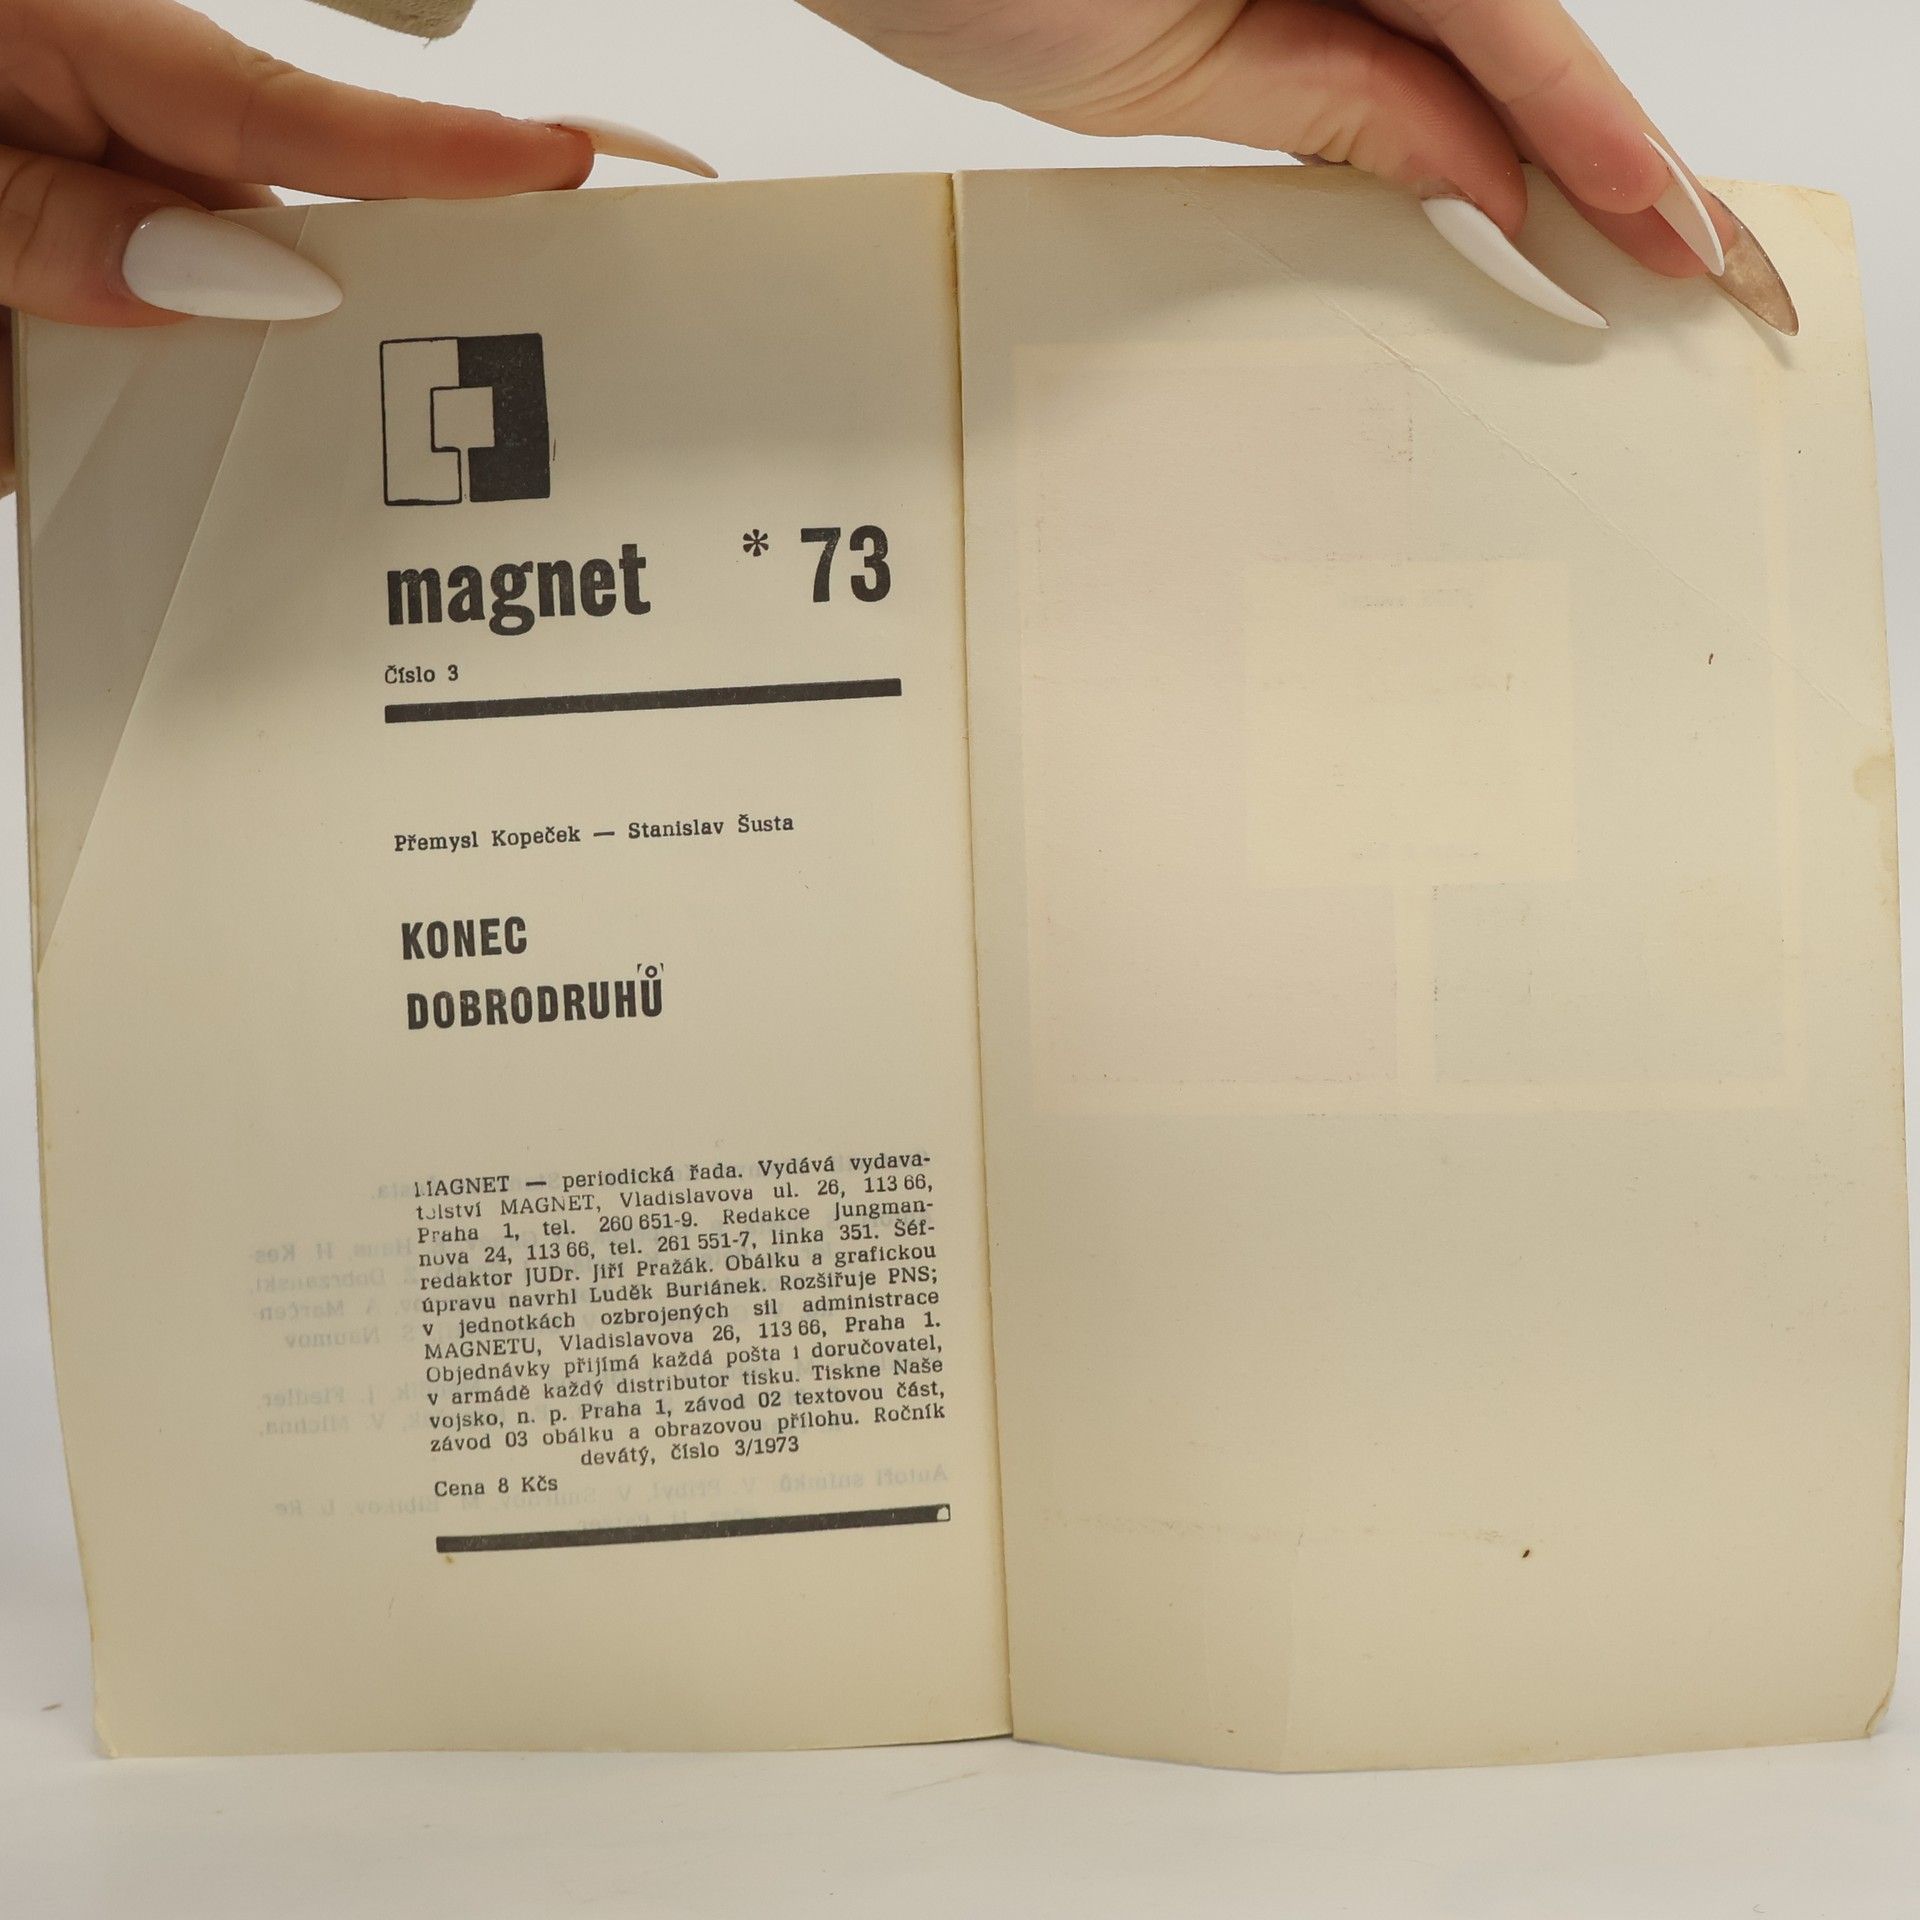 magnet * 73
Číslo 3
Přemysl Kopeček — Stanislav Šusta
KONEC
DOBRODRUHŮ
MAGNET — periodická řada. Vydává vydava-
telství MAGNET, Vladislavova ul. 26, 113 66,
Praha 1, tel. 260 651-9. Redakce Jungman-
nova 24, 113 66, tel. 261 551-7, linka 351. Šéf-
redaktor JUDr. Jiří Pražák. Obálku a grafickou
úpravu navrhl Luděk Buriánek. Rozšiřuje PNS;
v jednotkách ozbrojených sil administrace
MAGNETU, Vladislavova 26, 113 66, Praha 1.
Objednávky přijímá každá pošta i doručovatel,
v armádě každý distributor tisku. Tiskne Naše
vojsko, n. p. Praha 1, závod 02 textovou část,
závod 03 obálku a obrazovou přílohu. Ročník
devátý, číslo 3/1973
Cena 8 Kčs